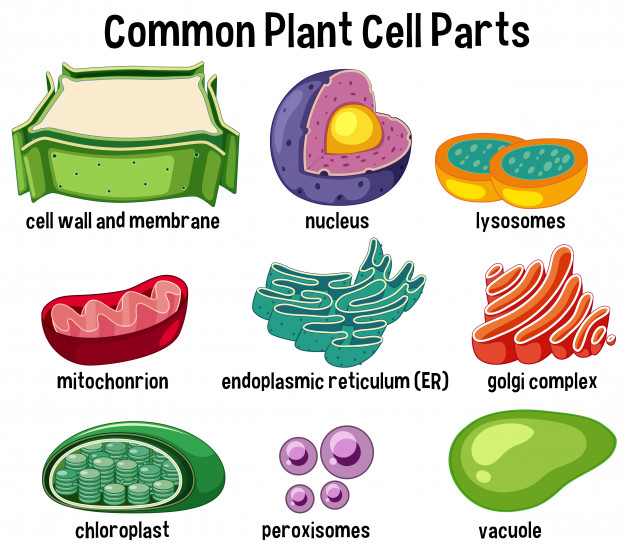 Common Plant Cell Parts
cell wall and membrane
nucleus
lysosomes
mitochonrion
endoplasmic reticulum (ER)
golgi complex
chloroplast
peroxisomes
vacuole